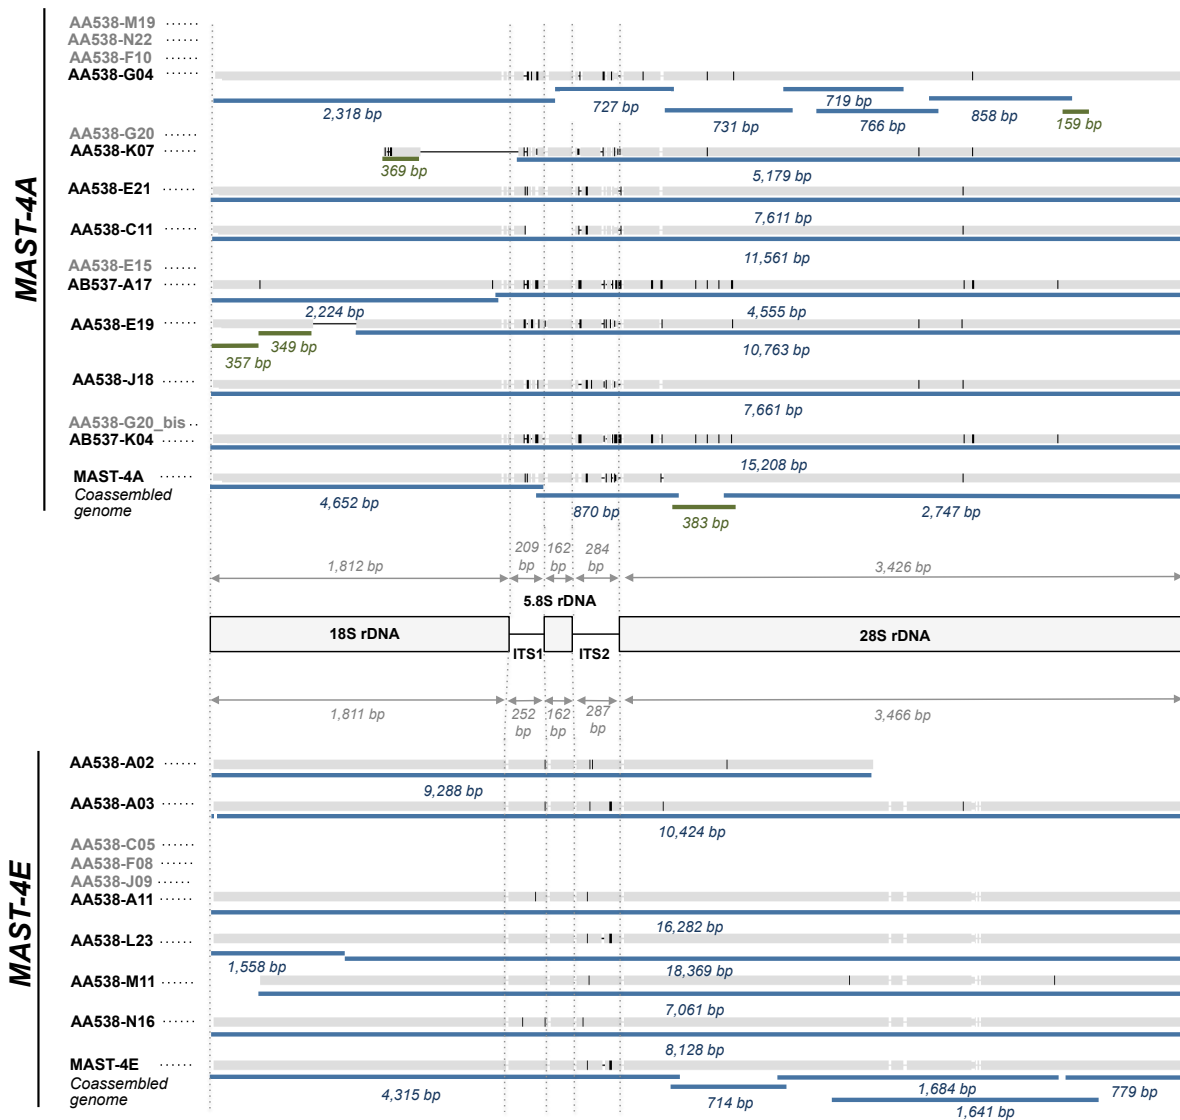 MAST-4A
AA538-M19 ······
AA538-N22 ······
AA538-F10 ······
AA538-G04 ······
2,318 bp
727 bp
731 bp
719 bp
766 bp
858 bp
159 bp
AA538-G20 ······
AA538-K07 ······
369 bp
5,179 bp
AA538-E21 ······
7,611 bp
AA538-C11 ······
11,561 bp
AA538-E15 ······
AB537-A17 ······
2,224 bp
4,555 bp
AA538-E19 ······
349 bp
357 bp
10,763 bp
AA538-J18 ······
7,661 bp
AA538-G20_bis ··
AB537-K04 ······
15,208 bp
MAST-4A ······
Coassembled
genome
4,652 bp
870 bp
383 bp
2,747 bp
1,812 bp
209
bp
162
bp
284
bp
3,426 bp
5.8S rDNA
18S rDNA
ITS1
ITS2
28S rDNA
1,811 bp
252
bp
162
bp
287
bp
3,466 bp
MAST-4E
AA538-A02 ······
9,288 bp
AA538-A03 ······
10,424 bp
AA538-C05 ······
AA538-F08 ······
AA538-J09 ······
AA538-A11 ······
16,282 bp
AA538-L23 ······
1,558 bp
18,369 bp
AA538-M11 ······
7,061 bp
AA538-N16 ······
8,128 bp
MAST-4E ······
Coassembled
genome
4,315 bp
714 bp
1,684 bp
1,641 bp
779 bp